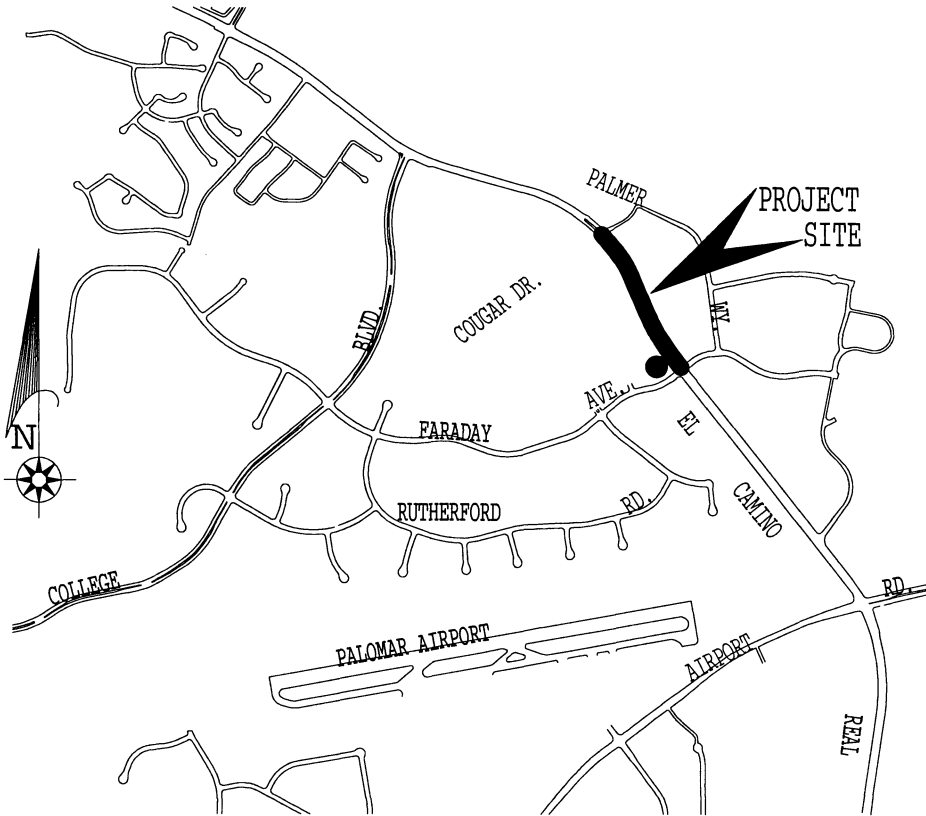 PALMER
PROJECT
SITE
WY.
COUGAR DR.
BLVD.
AVE.
FARADAY
EL
N
RUTHERFORD
RD.
CAMINO
COLLEGE
RD.
PALOMAR AIRPORT
AIRPORT
REAL